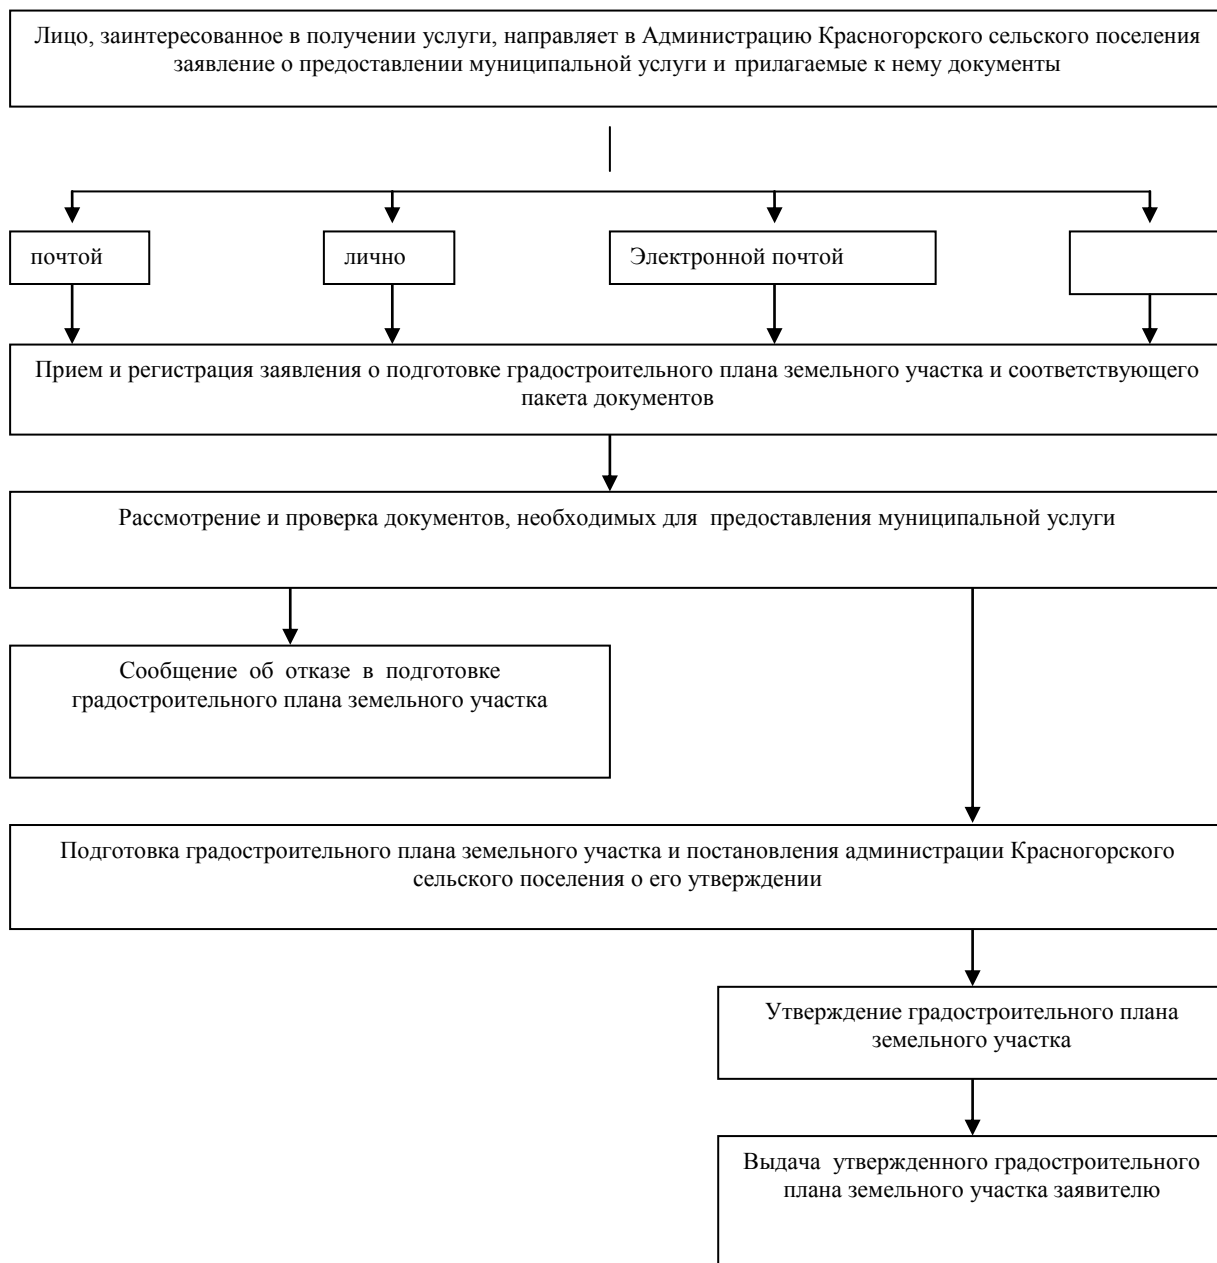 Лицо, заинтересованное в получении услуги, направляет в Администрацию Красногорского сельского поселения
заявление о предоставлении муниципальной услуги и прилагаемые к нему документы
почтой
лично
Электронной почтой
Прием и регистрация заявления о подготовке градостроительного плана земельного участка и соответствующего
пакета документов
Рассмотрение и проверка документов, необходимых для предоставления муниципальной услуги
Сообщение об отказе в подготовке
градостроительного плана земельного участка
Подготовка градостроительного плана земельного участка и постановления администрации Красногорского
сельского поселения о его утверждении
Утверждение градостроительного плана
земельного участка
Выдача утвержденного градостроительного
плана земельного участка заявителю